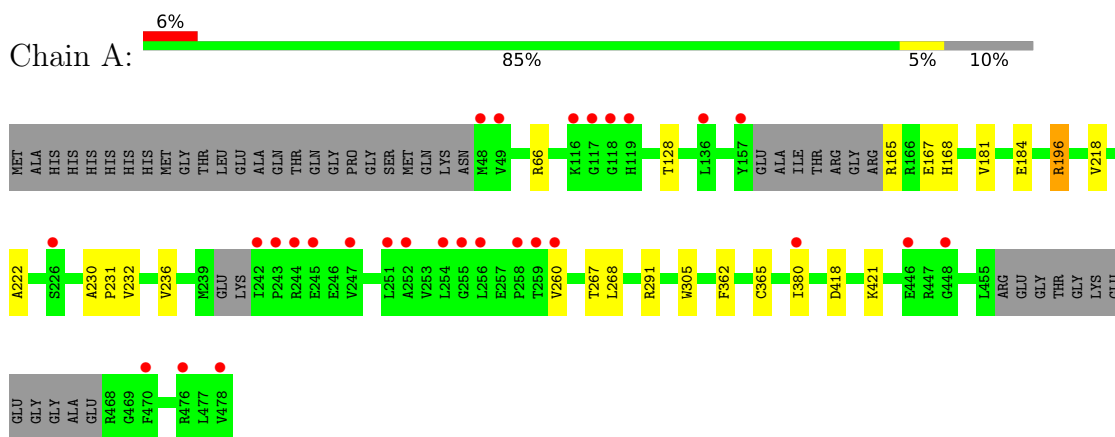 6%
Chain A:
85% 5% 10%
MET ALA HIS HIS HIS HIS HIS HIS MET GLY THR LEU GLU ALA GLN THR GLN GLY PRO GLY SER MET GLN LYS ASN M48 V49 R66 K116 G117 G118 H119 T128 L136 Y157 GLU ALA ILE THR ARG GLY ARG R165 R166 E167 H168 V181 E184 R196 V218
A222 S226 A230 P231 V232 V236 M239 GLU LYS I242 P243 R244 E245 E246 V247 L251 A252 V253 L254 G255 L256 E257 P258 T259 V260 T267 L268 R291 W305 F362 C365 I380 D418 K421 E446 R447 G448 L455 ARG GLU GLY THR GLY LYS GLU
GLU GLY GLY ALA GLU R468 G469 F470 R476 L477 V478